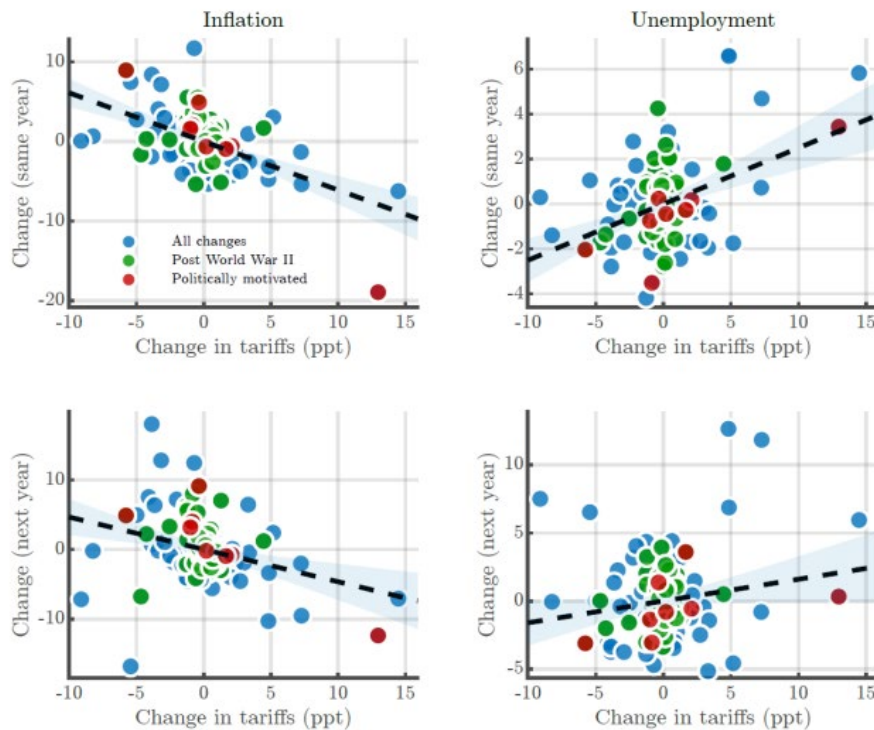 Inflation
Unemployment
Change (same year)
10
0
-10
-20
All changes
Post World War II
Politically motivated
-10 -5 0 5 10 15
Change in tariffs (ppt)
Change (same year)
6
4
2
0
-2
-4
-10 -5 0 5 10 15
Change in tariffs (ppt)
Change (next year)
10
0
-10
-10 -5 0 5 10 15
Change in tariffs (ppt)
Change (next year)
10
5
0
-5
-10 -5 0 5 10 15
Change in tariffs (ppt)